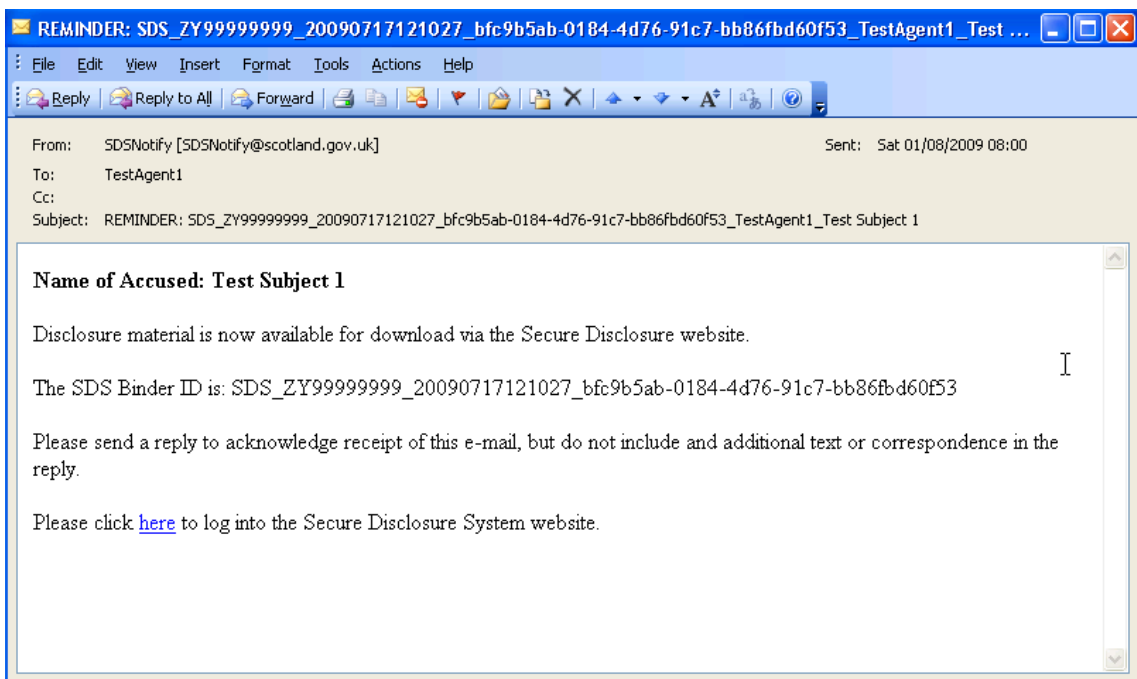 REMINDER: SDS_ZY99999999_20090717121027_bfc9b5ab-0184-4d76-91c7-bb86fbd60f53_TestAgent1_Test ...
File Edit View Insert Format Tools Actions Help
Reply Reply to All Forward
From: SDSNotify [SDSNotify@scotland.gov.uk] Sent: Sat 01/08/2009 08:00
To: TestAgent1
Cc:
Subject: REMINDER: SDS_ZY99999999_20090717121027_bfc9b5ab-0184-4d76-91c7-bb86fbd60f53_TestAgent1_Test Subject 1
Name of Accused: Test Subject 1
Disclosure material is now available for download via the Secure Disclosure website.
The SDS Binder ID is: SDS_ZY99999999_20090717121027_bfc9b5ab-0184-4d76-91c7-bb86fbd60f53
Please send a reply to acknowledge receipt of this e-mail, but do not include and additional text or correspondence in the
reply.
Please click here to log into the Secure Disclosure System website.